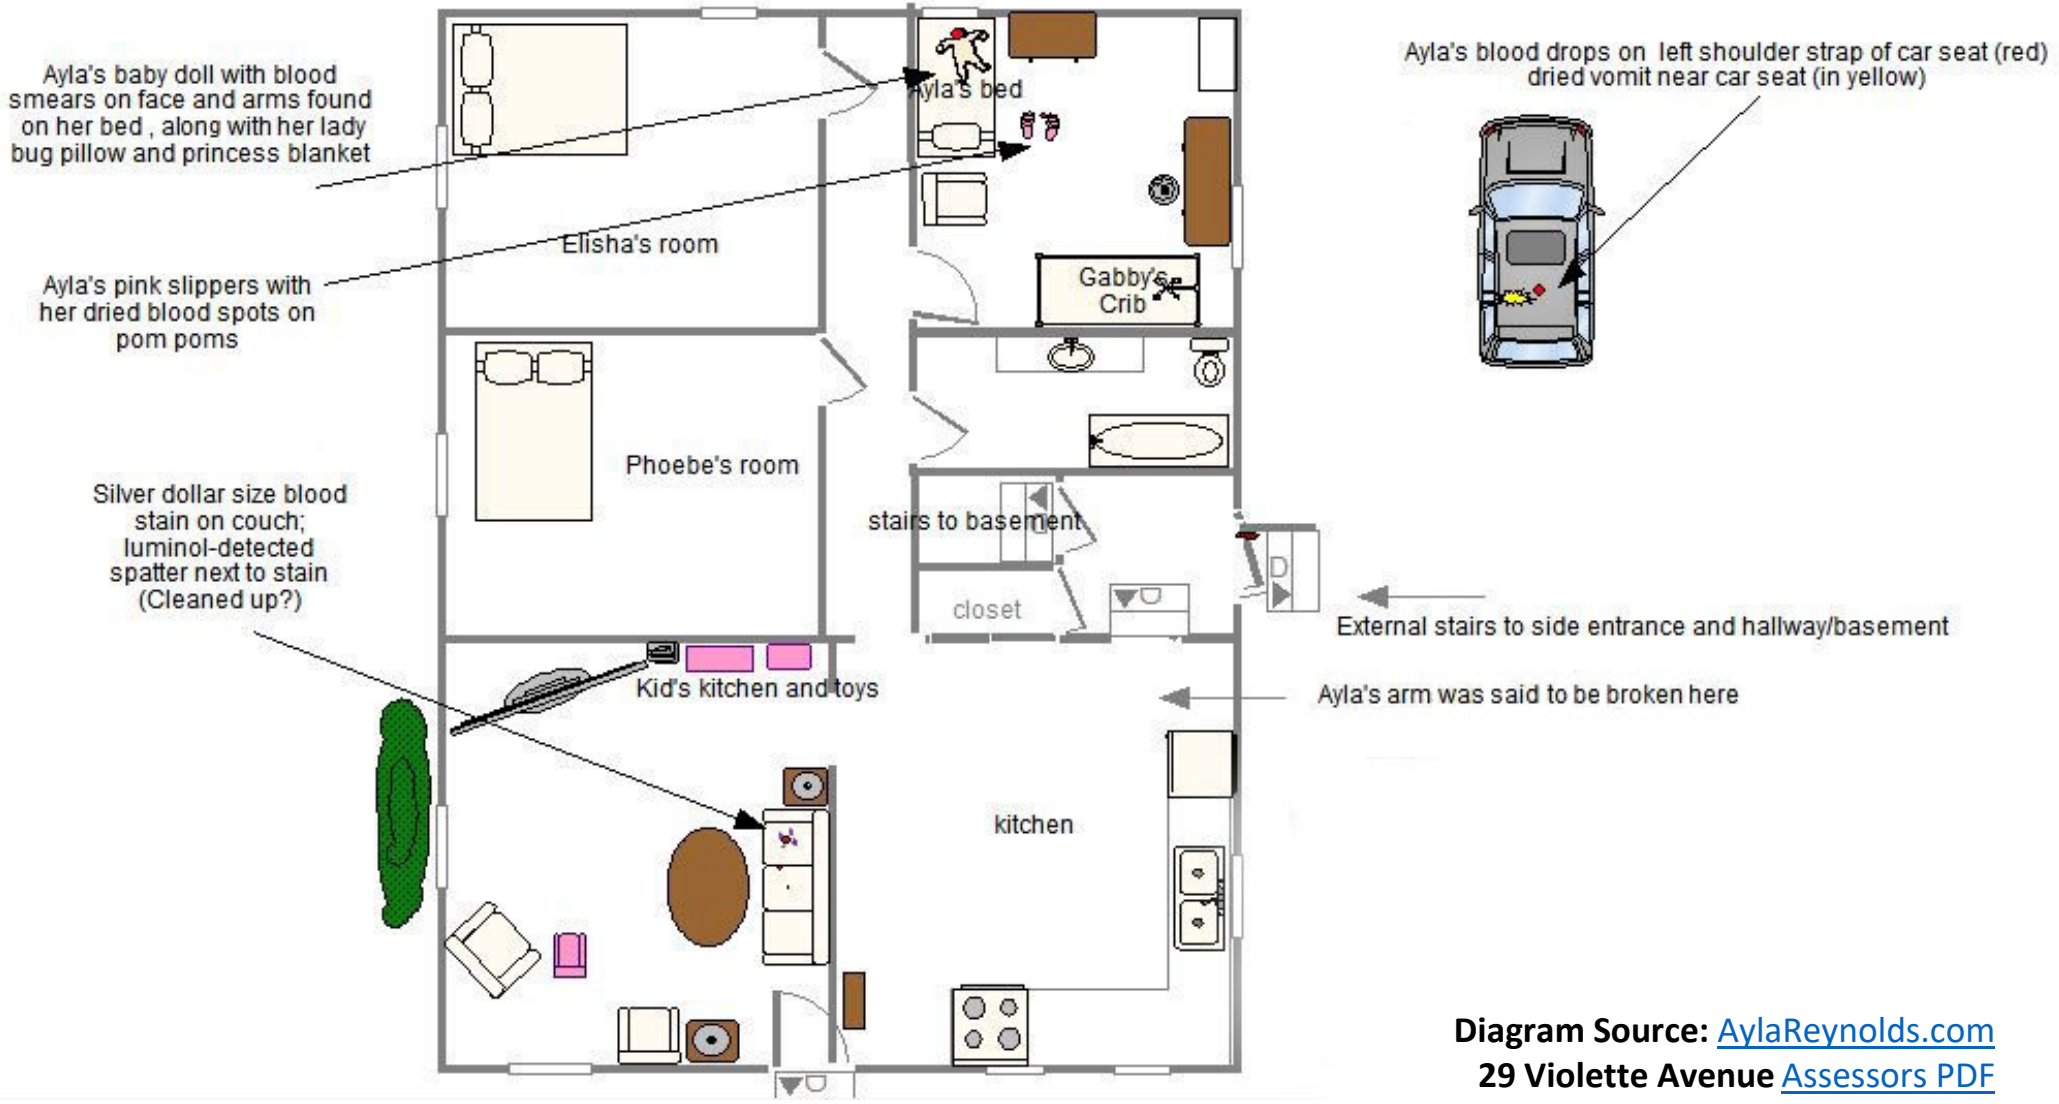 Ayla's baby doll with blood
smears on face and arms found
on her bed , along with her lady
bug pillow and princess blanket
Ayla's pink slippers with
her dried blood spots on
pom poms
Silver dollar size blood
stain on couch;
luminol-detected
spatter next to stain
(Cleaned up?)
Elisha's room
Ayla's bed
Gabby's
Crib
Phoebe's room
stairs to basement
D
closet
D
D
Kid's kitchen and toys
kitchen
D
Ayla's blood drops on left shoulder strap of car seat (red)
dried vomit near car seat (in yellow)
External stairs to side entrance and hallway/basement
Ayla's arm was said to be broken here
Diagram Source: AylaReynolds.com
29 Violette Avenue Assessors PDF